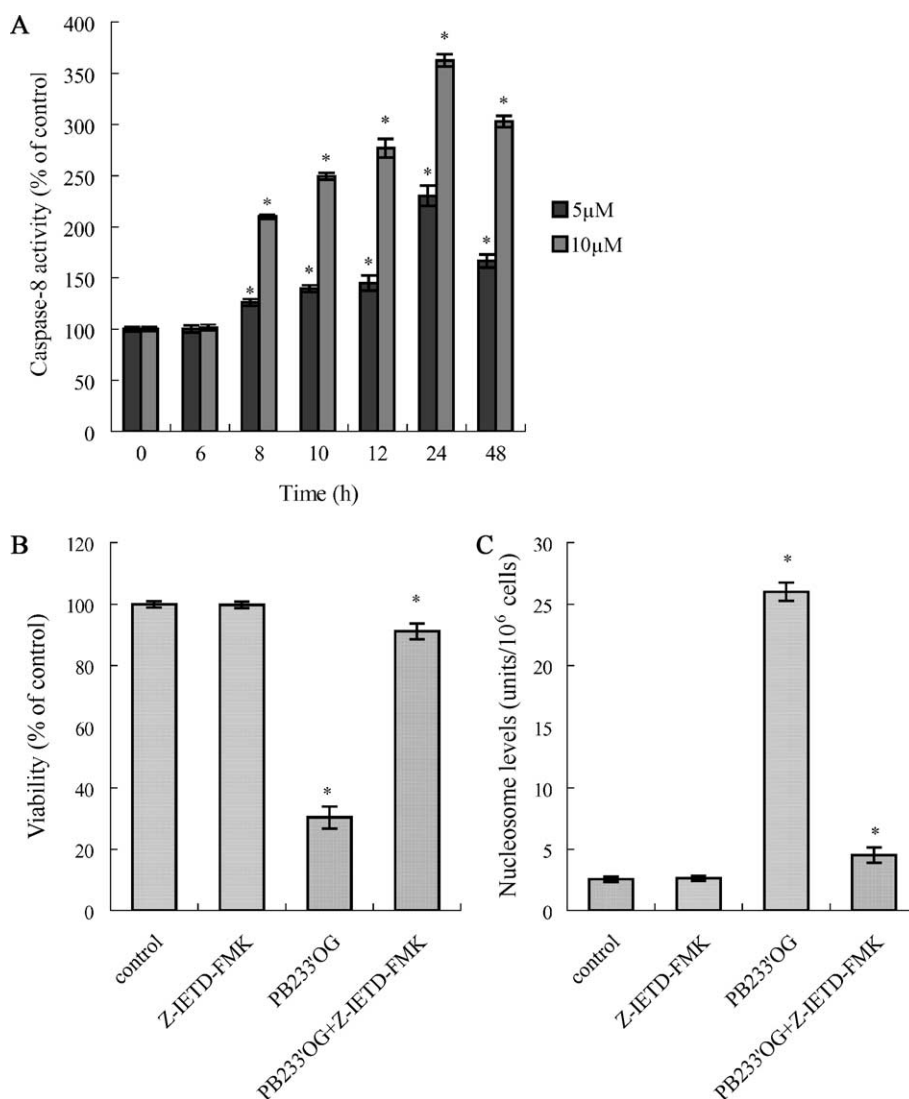 A
Caspase-8 activity (% of control)
400
350
300
250
200
150
100
50
0
* * * * * * * * * *
0 6 8 10 12 24 48
Time (h)
5µM
10µM
B
Viability (% of control)
120
100
80
60
40
20
0
* *
control
Z-IETD-FMK
PB233'OG
PB233'OG+Z-IETD-FMK
C
Nucleosome levels (units/10⁶ cells)
30
25
20
15
10
5
0
* *
control
Z-IETD-FMK
PB233'OG
PB233'OG+Z-IETD-FMK